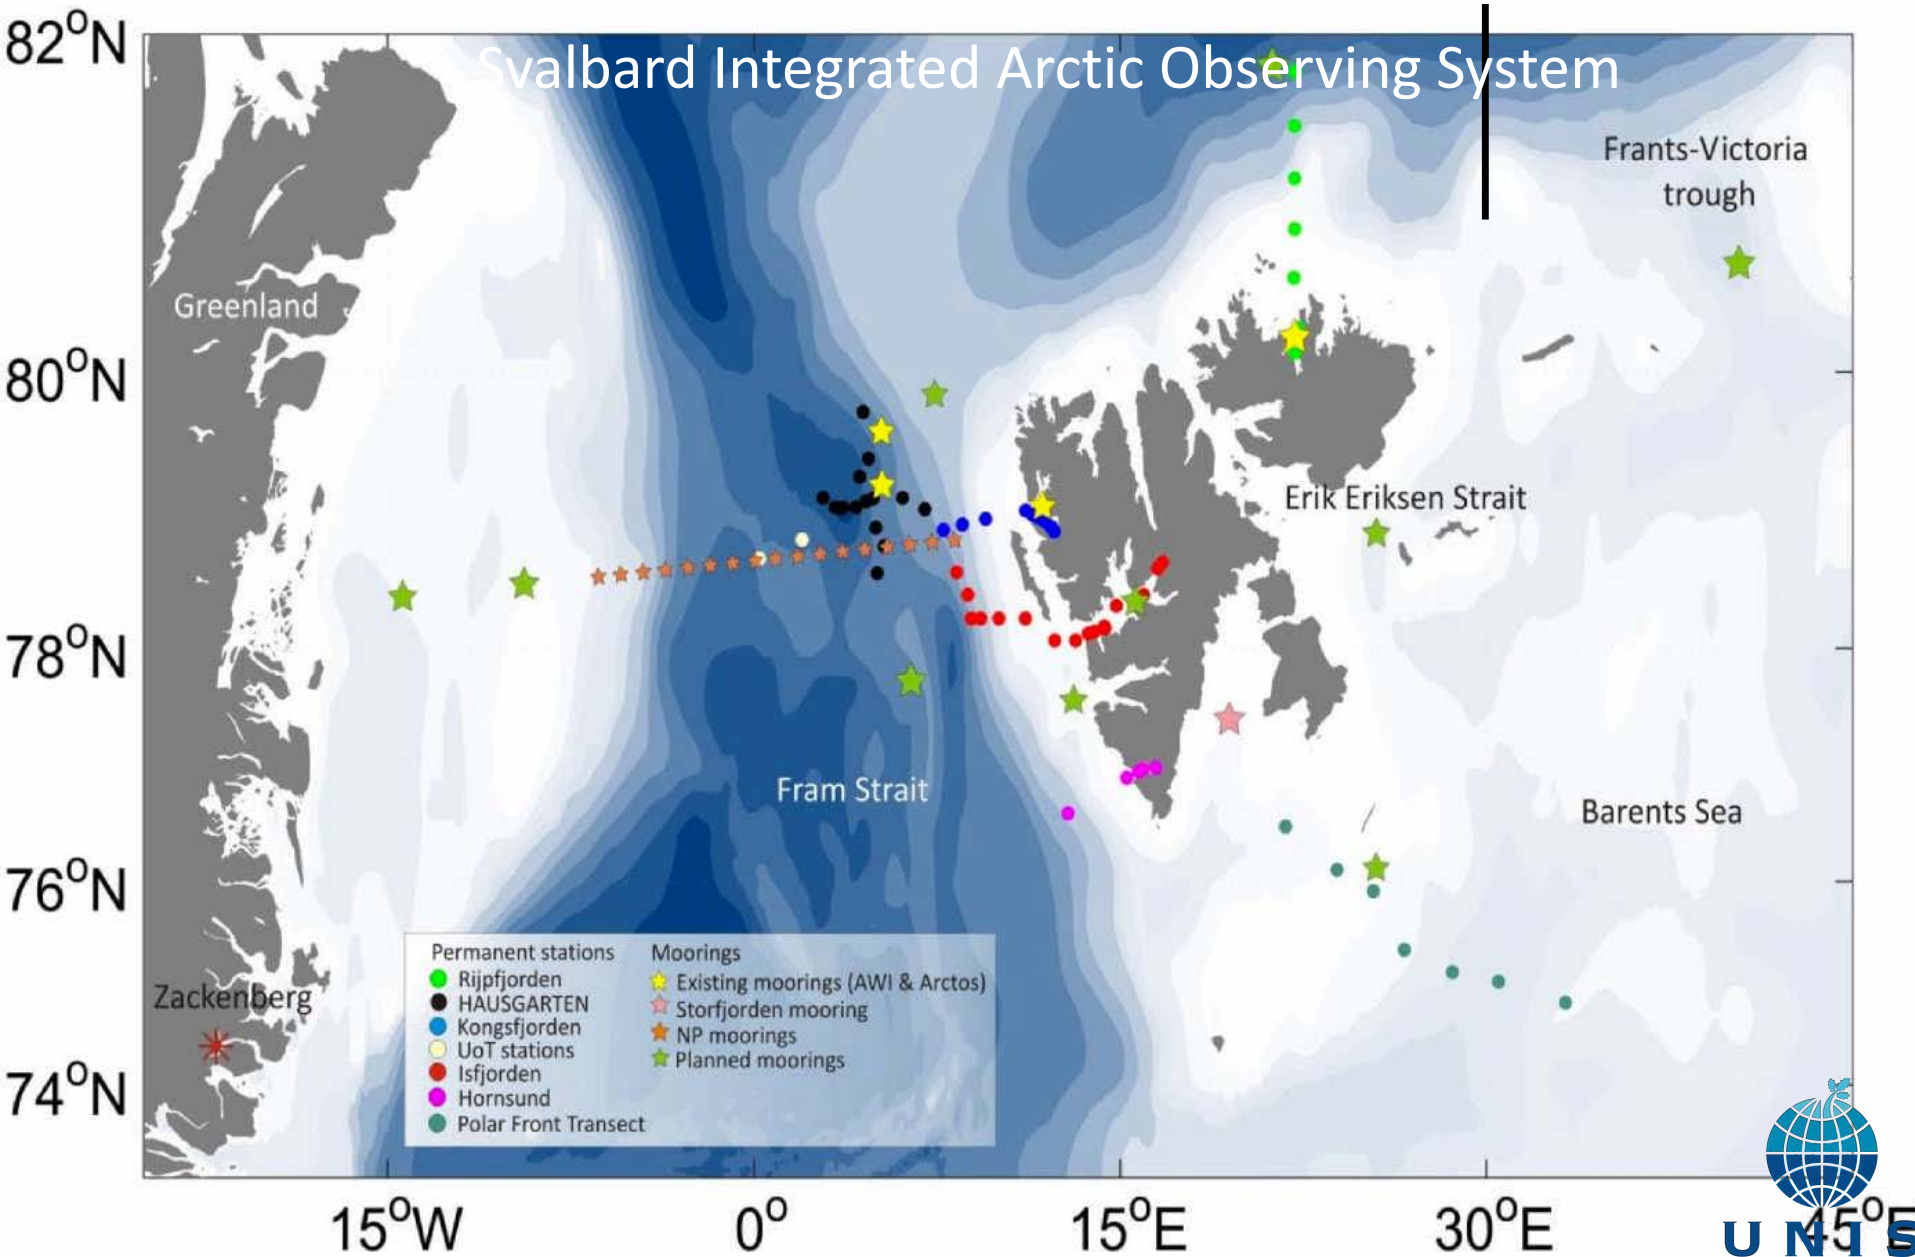 Svalbard Integrated Arctic Observing System
82°N
80°N
78°N
76°N
74°N
Frants-Victoria
trough
Greenland
Erik Eriksen Strait
Fram Strait
Barents Sea
Zackenberg
Permanent stations
Rijpfjorden
HAUSGARTEN
Kongsfjorden
UoT stations
Isfjorden
Hornsund
Polar Front Transect
Moorings
Existing moorings (AWI & Arctos)
Storfjorden mooring
NP moorings
Planned moorings
15°W
0°
15°E
30°E
45°E
UNIS